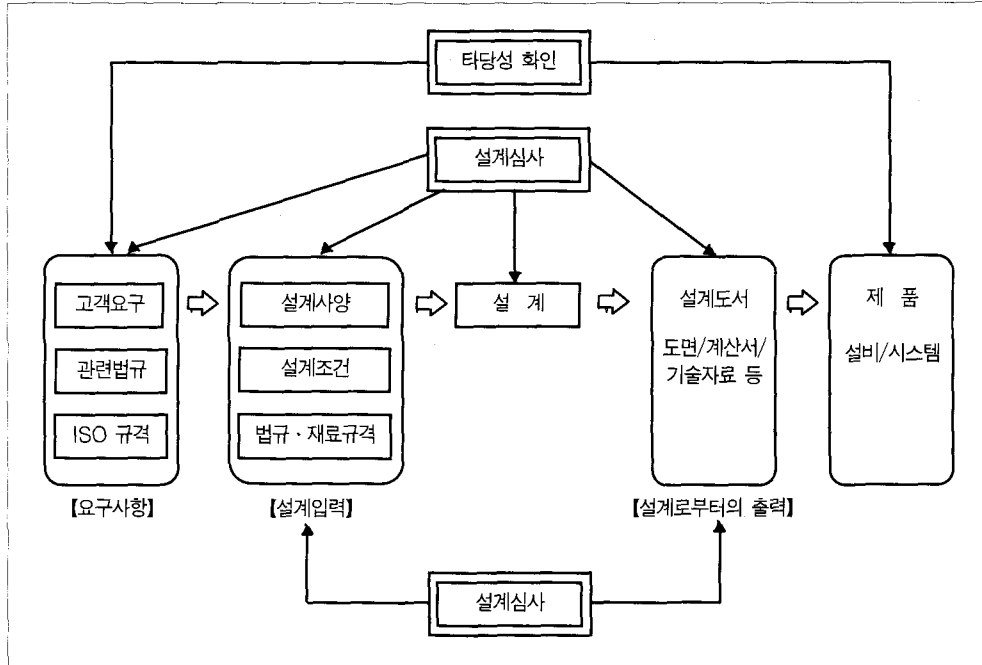 타당성 확인
설계심사
고객요구
관련법규
ISO 규격
【요구사항】
설계사양
설계조건
법규·재료규격
【설계입력】
설 계
설계도서
도면/계산서/
기술자료 등
【설계로부터의 출력】
제 품
설비/시스템
설계심사